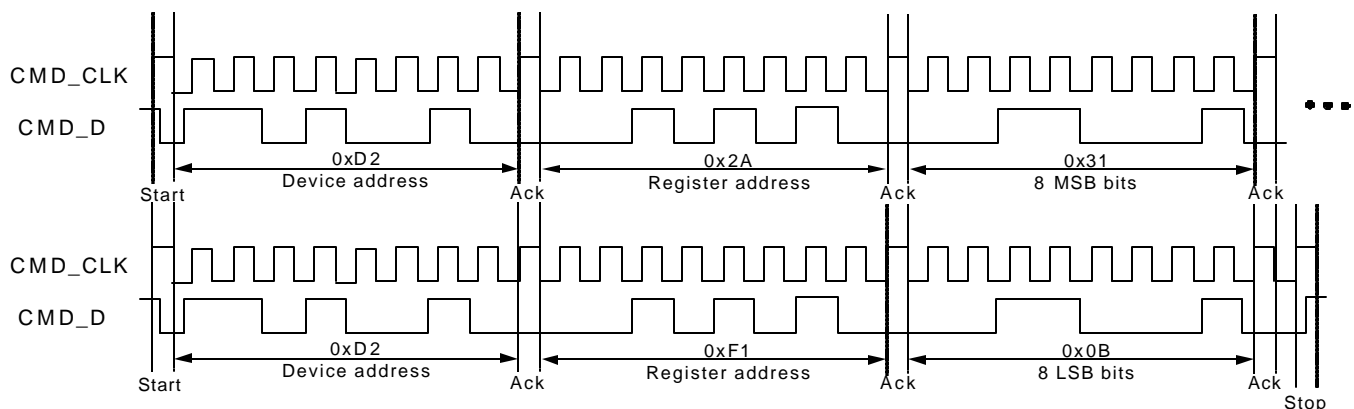 CMD_CLK
CMD_D
0xD2 0x2A 0x31
Device address Register address 8 MSB bits
Start Ack Ack Ack
CMD_CLK
CMD_D
0xD2 0xF1 0x0B
Device address Register address 8 LSB bits
Start Ack Ack Ack
Stop